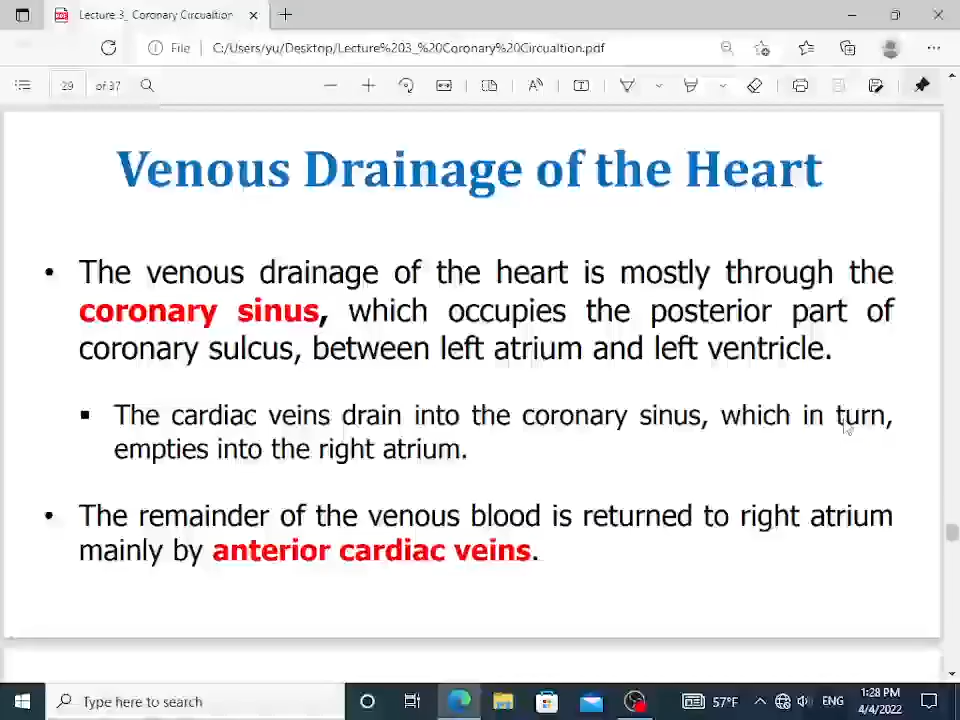 Lecture 3_ Coronary Circualtion
File
C:/Users/yu/Desktop/Lecture%203_%20Coronary%20Circualtion.pdf
29 of 37
Venous Drainage of the Heart
• The venous drainage of the heart is mostly through the
coronary sinus, which occupies the posterior part of
coronary sulcus, between left atrium and left ventricle.
▪ The cardiac veins drain into the coronary sinus, which in turn,
empties into the right atrium.
• The remainder of the venous blood is returned to right atrium
mainly by anterior cardiac veins.
Type here to search
57°F
ENG
1:28 PM
4/4/2022